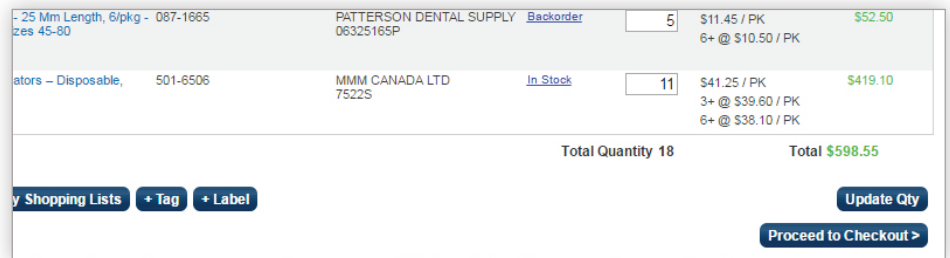 - 25 Mm Length, 6/pkg - 087-1665 PATTERSON DENTAL SUPPLY Backorder 5 $11.45 / PK $52.50
zes 45-80 06325165P 6+ @ $10.50 / PK
ators – Disposable, 501-6506 MMM CANADA LTD In Stock 11 $41.25 / PK $419.10
7522S 3+ @ $39.60 / PK
6+ @ $38.10 / PK
Total Quantity 18 Total $598.55
y Shopping Lists + Tag + Label Update Qty
Proceed to Checkout >